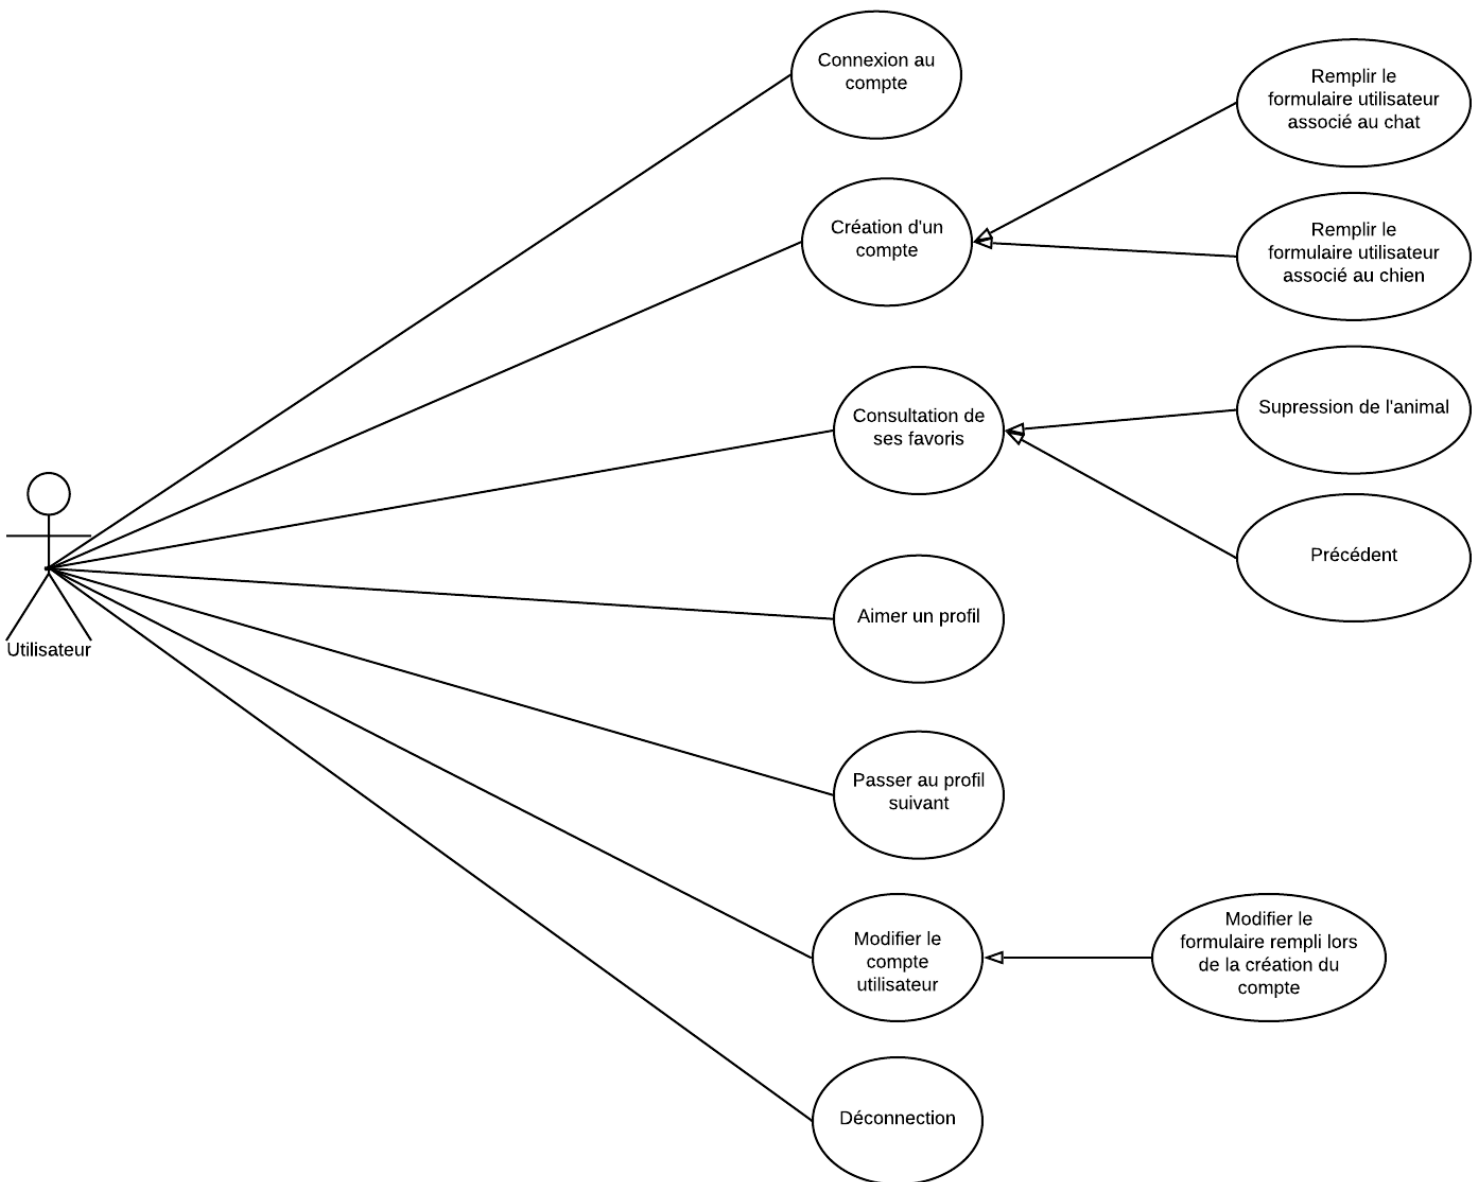 Connexion au
compte
Remplir le
formulaire utilisateur
associé au chat
Création d'un
compte
Remplir le
formulaire utilisateur
associé au chien
Consultation de
ses favoris
Supression de l'animal
Précédent
Utilisateur
Aimer un profil
Passer au profil
suivant
Modifier le
compte
utilisateur
Modifier le
formulaire rempli lors
de la création du
compte
Déconnection